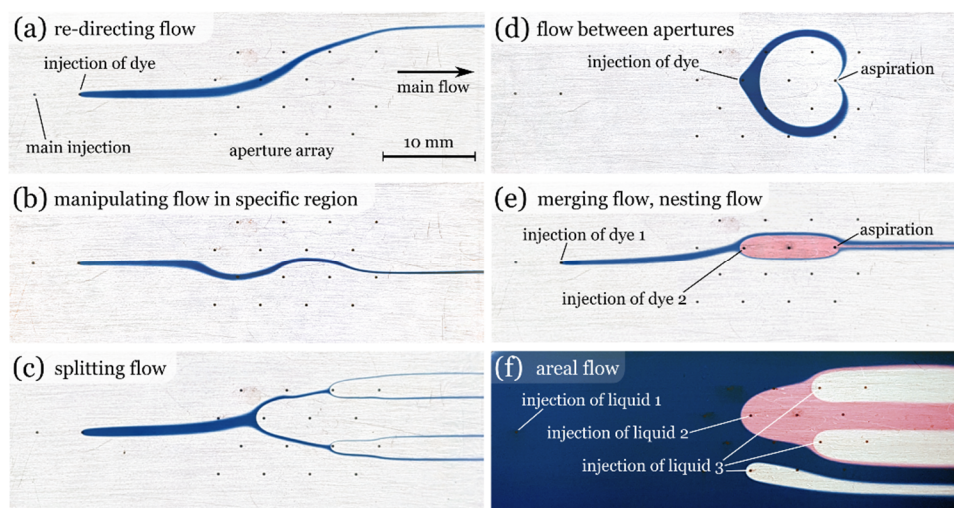 (a) re-directing flow
injection of dye
main flow
main injection
aperture array
10 mm
(b) manipulating flow in specific region
(c) splitting flow
(d) flow between apertures
injection of dye
aspiration
(e) merging flow, nesting flow
injection of dye 1
aspiration
injection of dye 2
(f) areal flow
injection of liquid 1
injection of liquid 2
injection of liquid 3